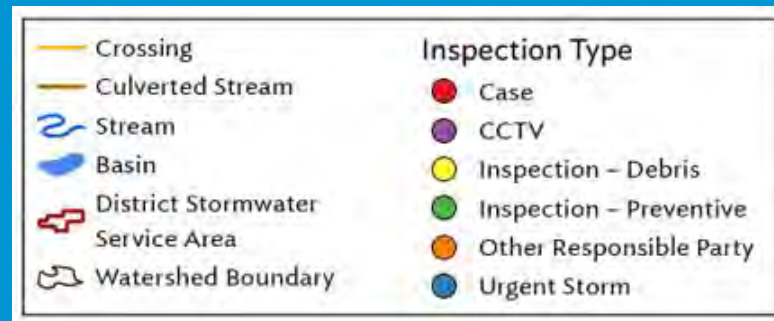 Crossing
Culverted Stream
Stream
Basin
District Stormwater
Service Area
Watershed Boundary
Inspection Type
Case
CCTV
Inspection – Debris
Inspection – Preventive
Other Responsible Party
Urgent Storm